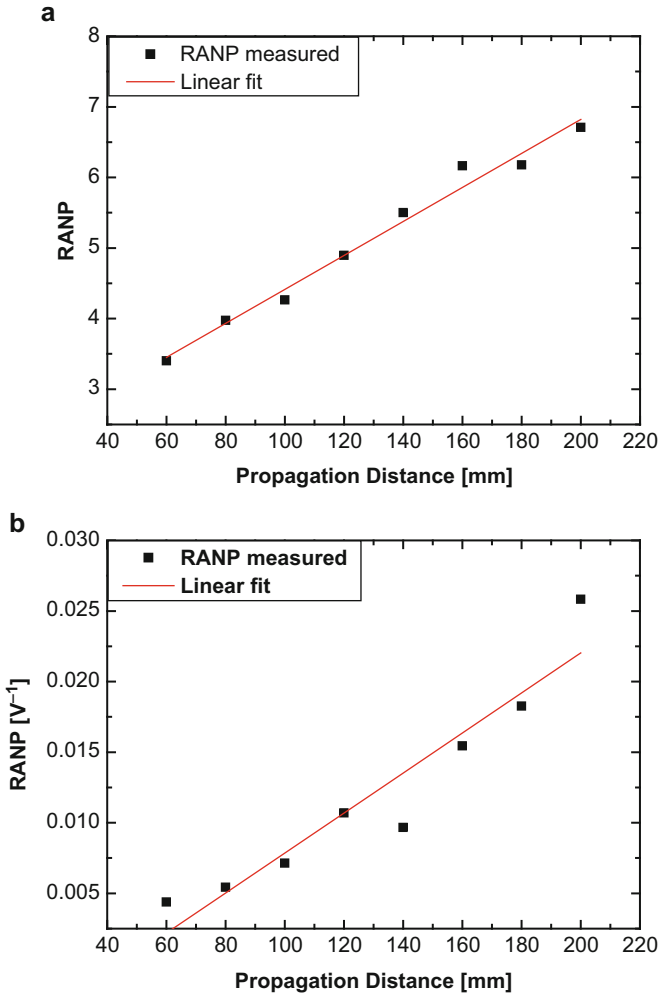 a
RANP measured
Linear fit
8
7
6
5
4
3
RANP
40 60 80 100 120 140 160 180 200 220
Propagation Distance [mm]
b
RANP measured
Linear fit
0.030
0.025
0.020
0.015
0.010
0.005
RANP [V⁻¹]
40 60 80 100 120 140 160 180 200 220
Propagation Distance [mm]